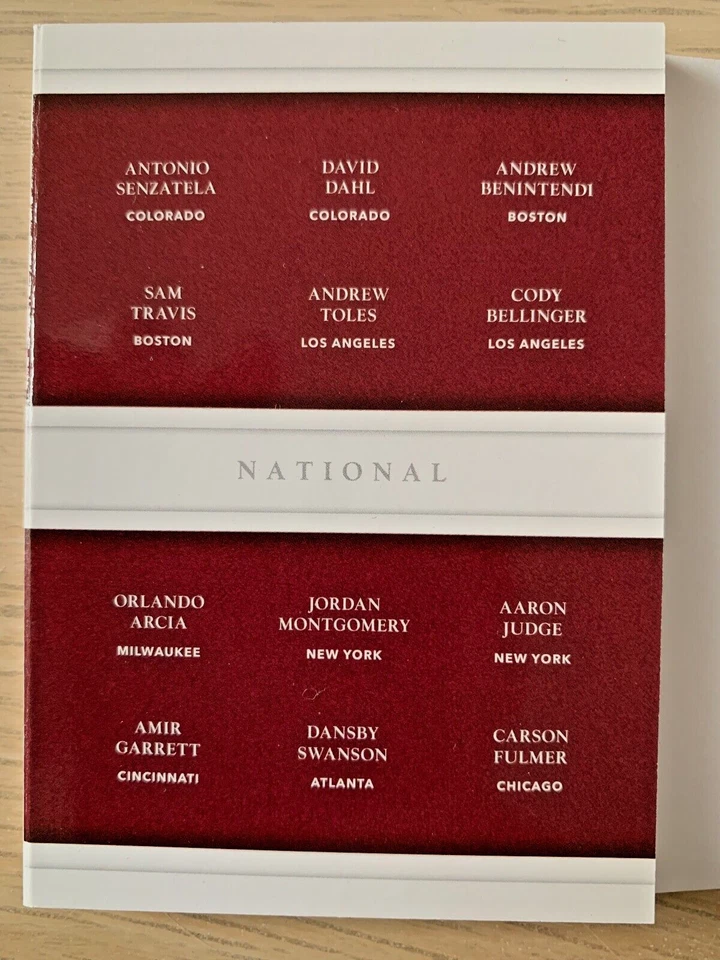 ANTONIO
SENZATELA
COLORADO
DAVID
DAHL
COLORADO
ANDREW
BENINTENDI
BOSTON
SAM
TRAVIS
BOSTON
ANDREW
TOLES
LOS ANGELES
CODY
BELLINGER
LOS ANGELES
NATIONAL
ORLANDO
ARCIA
MILWAUKEE
JORDAN
MONTGOMERY
NEW YORK
AARON
JUDGE
NEW YORK
AMIR
GARRETT
CINCINNATI
DANSBY
SWANSON
ATLANTA
CARSON
FULMER
CHICAGO